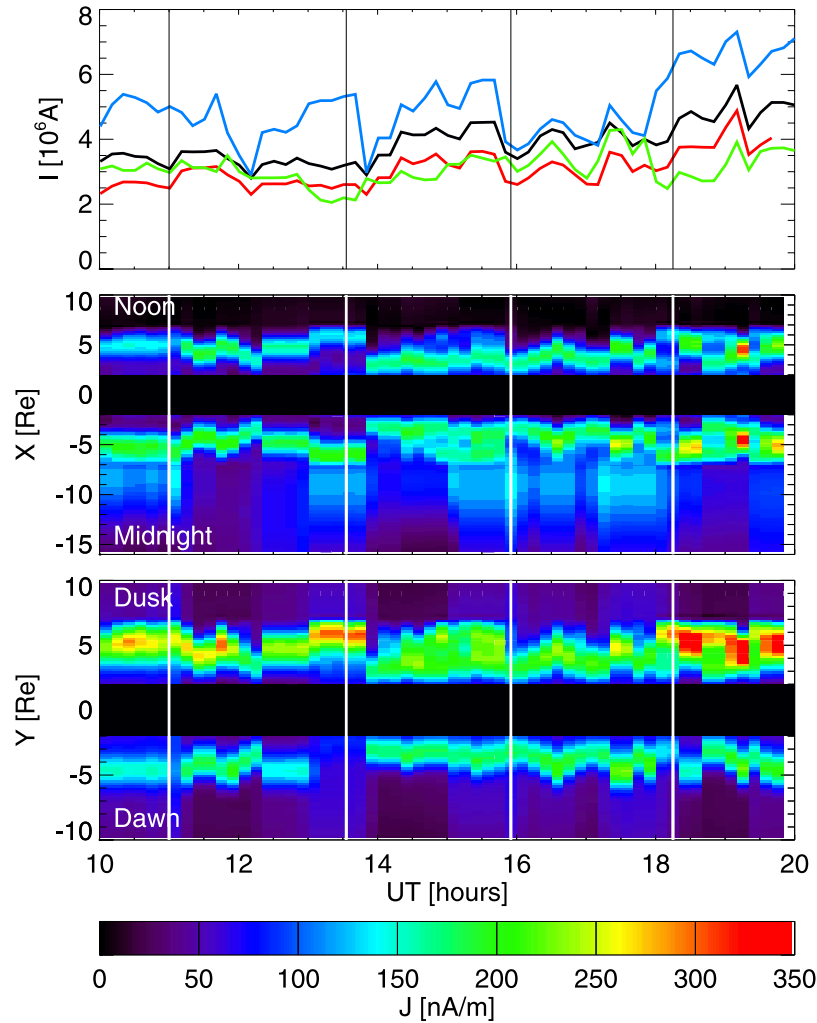 8
6
4
2
0
I [10⁶A]
10
5
0
-5
-10
-15
X [Re]
Noon
Midnight
10
5
0
-5
-10
Y [Re]
Dusk
Dawn
10 12 14 16 18 20
UT [hours]
0 50 100 150 200 250 300 350
J [nA/m]